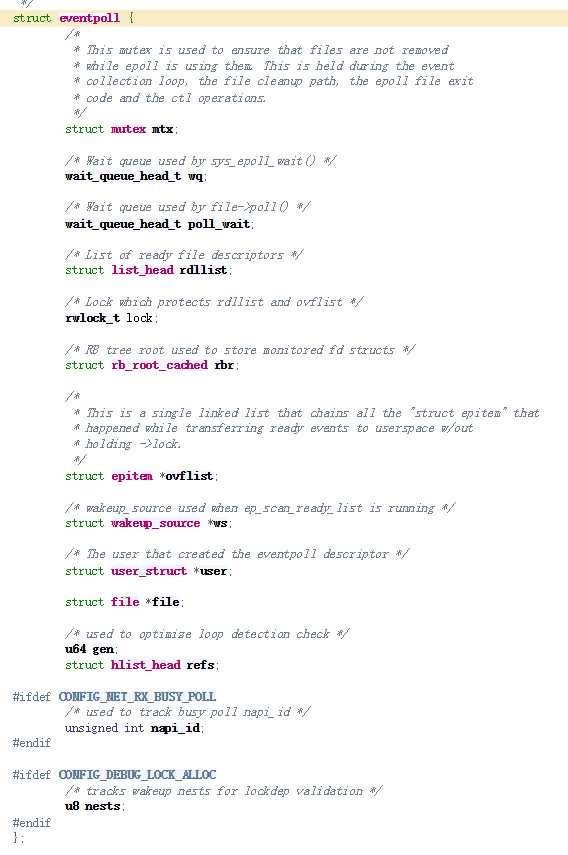 */
struct eventpoll {
	/*
	 * This mutex is used to ensure that files are not removed
	 * while epoll is using them. This is held during the event
	 * collection loop, the file cleanup path, the epoll file exit
	 * code and the ctl operations.
	 */
	struct mutex mtx;

	/* Wait queue used by sys_epoll_wait() */
	wait_queue_head_t wq;

	/* Wait queue used by file->poll() */
	wait_queue_head_t poll_wait;

	/* List of ready file descriptors */
	struct list_head rdllist;

	/* Lock which protects rdllist and ovflist */
	rwlock_t lock;

	/* RB tree root used to store monitored fd structs */
	struct rb_root_cached rbr;

	/*
	 * This is a single linked list that chains all the "struct epitem" that
	 * happened while transferring ready events to userspace w/out
	 * holding ->lock.
	 */
	struct epitem *ovflist;

	/* wakeup_source used when ep_scan_ready_list is running */
	struct wakeup_source *ws;

	/* The user that created the eventpoll descriptor */
	struct user_struct *user;

	struct file *file;

	/* used to optimize loop detection check */
	u64 gen;
	struct hlist_head refs;

#ifdef CONFIG_NET_RX_BUSY_POLL
	/* used to track busy poll napi_id */
	unsigned int napi_id;
#endif

#ifdef CONFIG_DEBUG_LOCK_ALLOC
	/* tracks wakeup nests for lockdep validation */
	u8 nests;
#endif
};